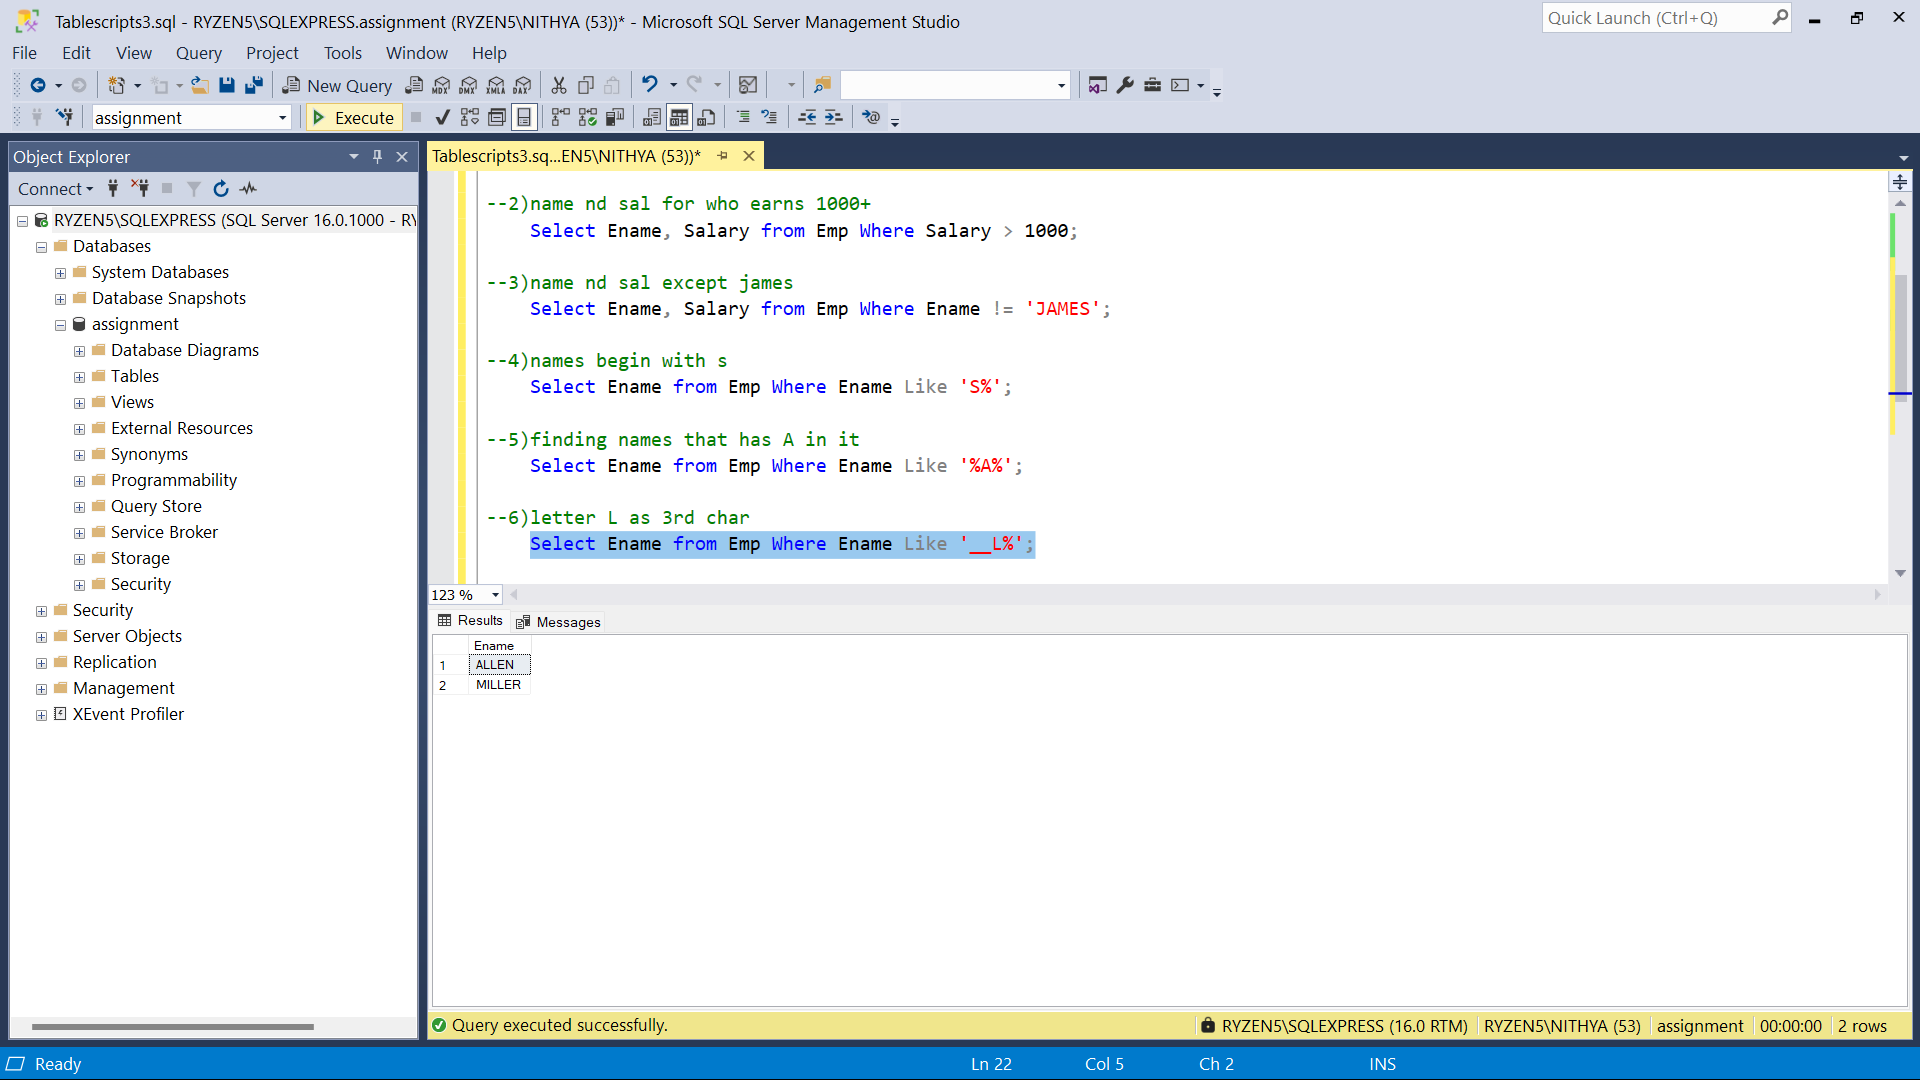 Tablescripts3.sql - RYZEN5\SQLEXPRESS.assignment (RYZEN5\NITHYA (53))* - Microsoft SQL Server Management Studio
Quick Launch (Ctrl+Q)
File Edit View Query Project Tools Window Help
New Query MDX DMX XMLA DAX
assignment Execute
Object Explorer
Connect
RYZEN5\SQLEXPRESS (SQL Server 16.0.1000 - RY
Databases
System Databases
Database Snapshots
assignment
Database Diagrams
Tables
Views
External Resources
Synonyms
Programmability
Query Store
Service Broker
Storage
Security
Security
Server Objects
Replication
Management
XEvent Profiler
Tablescripts3.sq...EN5\NITHYA (53))*
--2)name nd sal for who earns 1000+
Select Ename, Salary from Emp Where Salary > 1000;
--3)name nd sal except james
Select Ename, Salary from Emp Where Ename != 'JAMES';
--4)names begin with s
Select Ename from Emp Where Ename Like 'S%';
--5)finding names that has A in it
Select Ename from Emp Where Ename Like '%A%';
--6)letter L as 3rd char
Select Ename from Emp Where Ename Like '__L%';
123 %
Results Messages
Ename
1 ALLEN
2 MILLER
Query executed successfully.
RYZEN5\SQLEXPRESS (16.0 RTM) RYZEN5\NITHYA (53) assignment 00:00:00 2 rows
Ready Ln 22 Col 5 Ch 2 INS